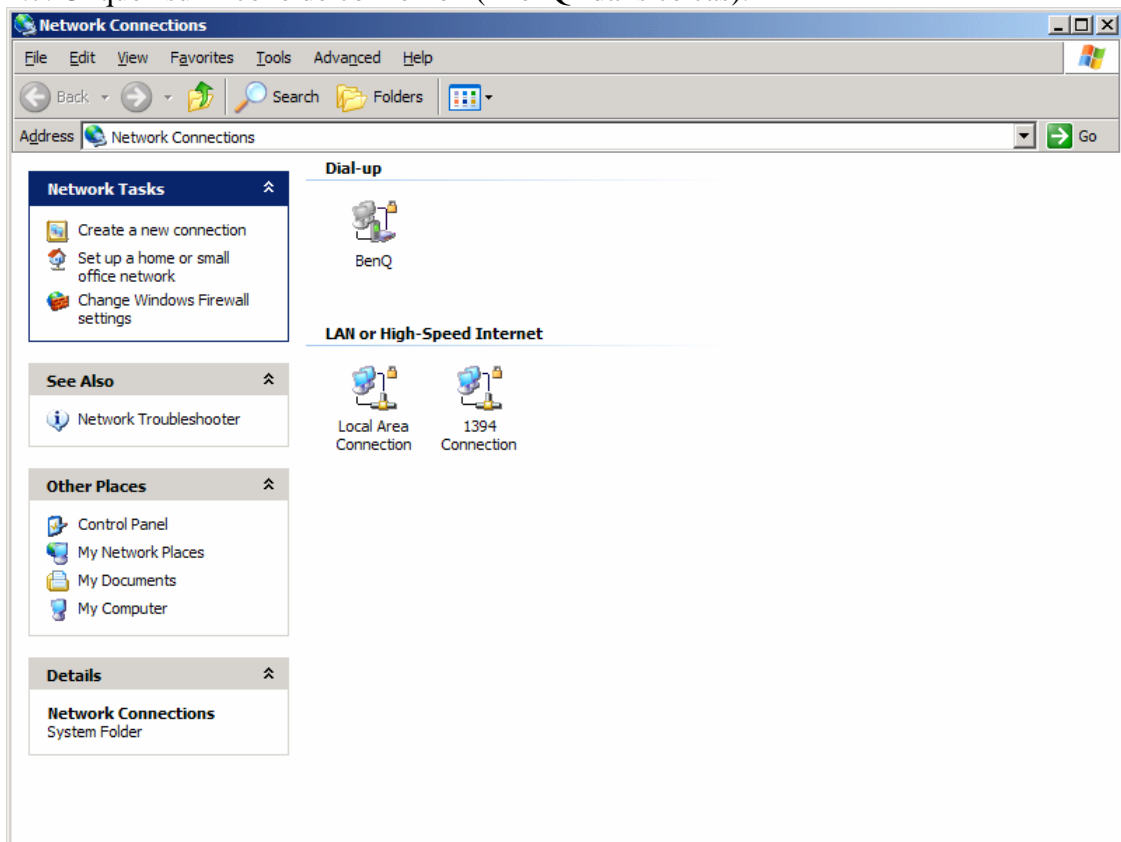 Network Connections
File Edit View Favorites Tools Advanced Help
Back Search Folders
Address Network Connections Go
Network Tasks
Create a new connection
Set up a home or small
office network
Change Windows Firewall
settings
See Also
Network Troubleshooter
Other Places
Control Panel
My Network Places
My Documents
My Computer
Details
Network Connections
System Folder
Dial-up
BenQ
LAN or High-Speed Internet
Local Area
Connection
1394
Connection